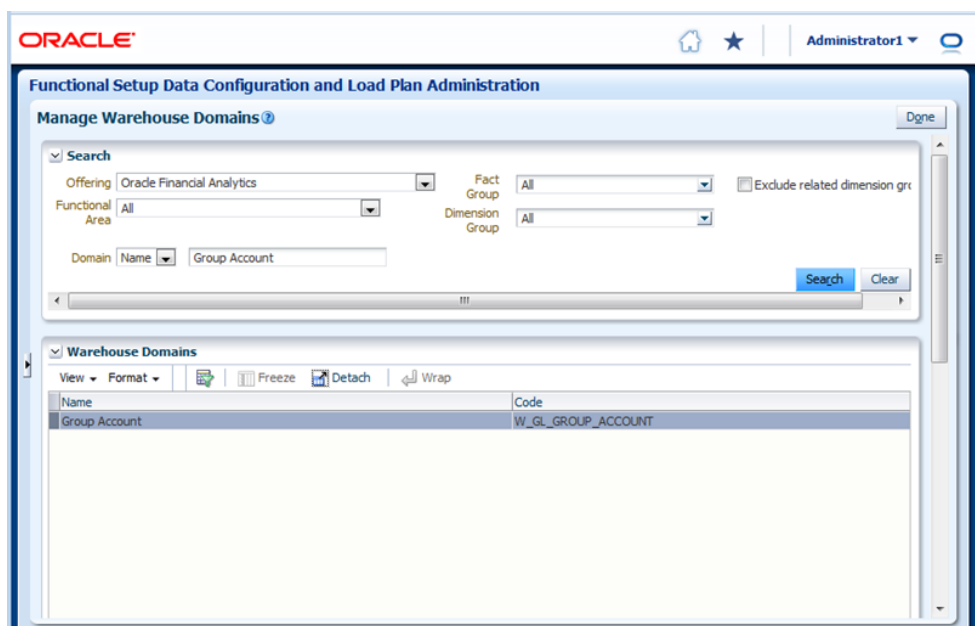 ORACLE
Administrator1
Functional Setup Data Configuration and Load Plan Administration
Manage Warehouse Domains
Done
Search
Offering Oracle Financial Analytics
Fact Group All
Exclude related dimension gr
Functional Area All
Dimension Group All
Domain Name Group Account
Search Clear
Warehouse Domains
View Format Freeze Detach Wrap
Name Code
Group Account W_GL_GROUP_ACCOUNT